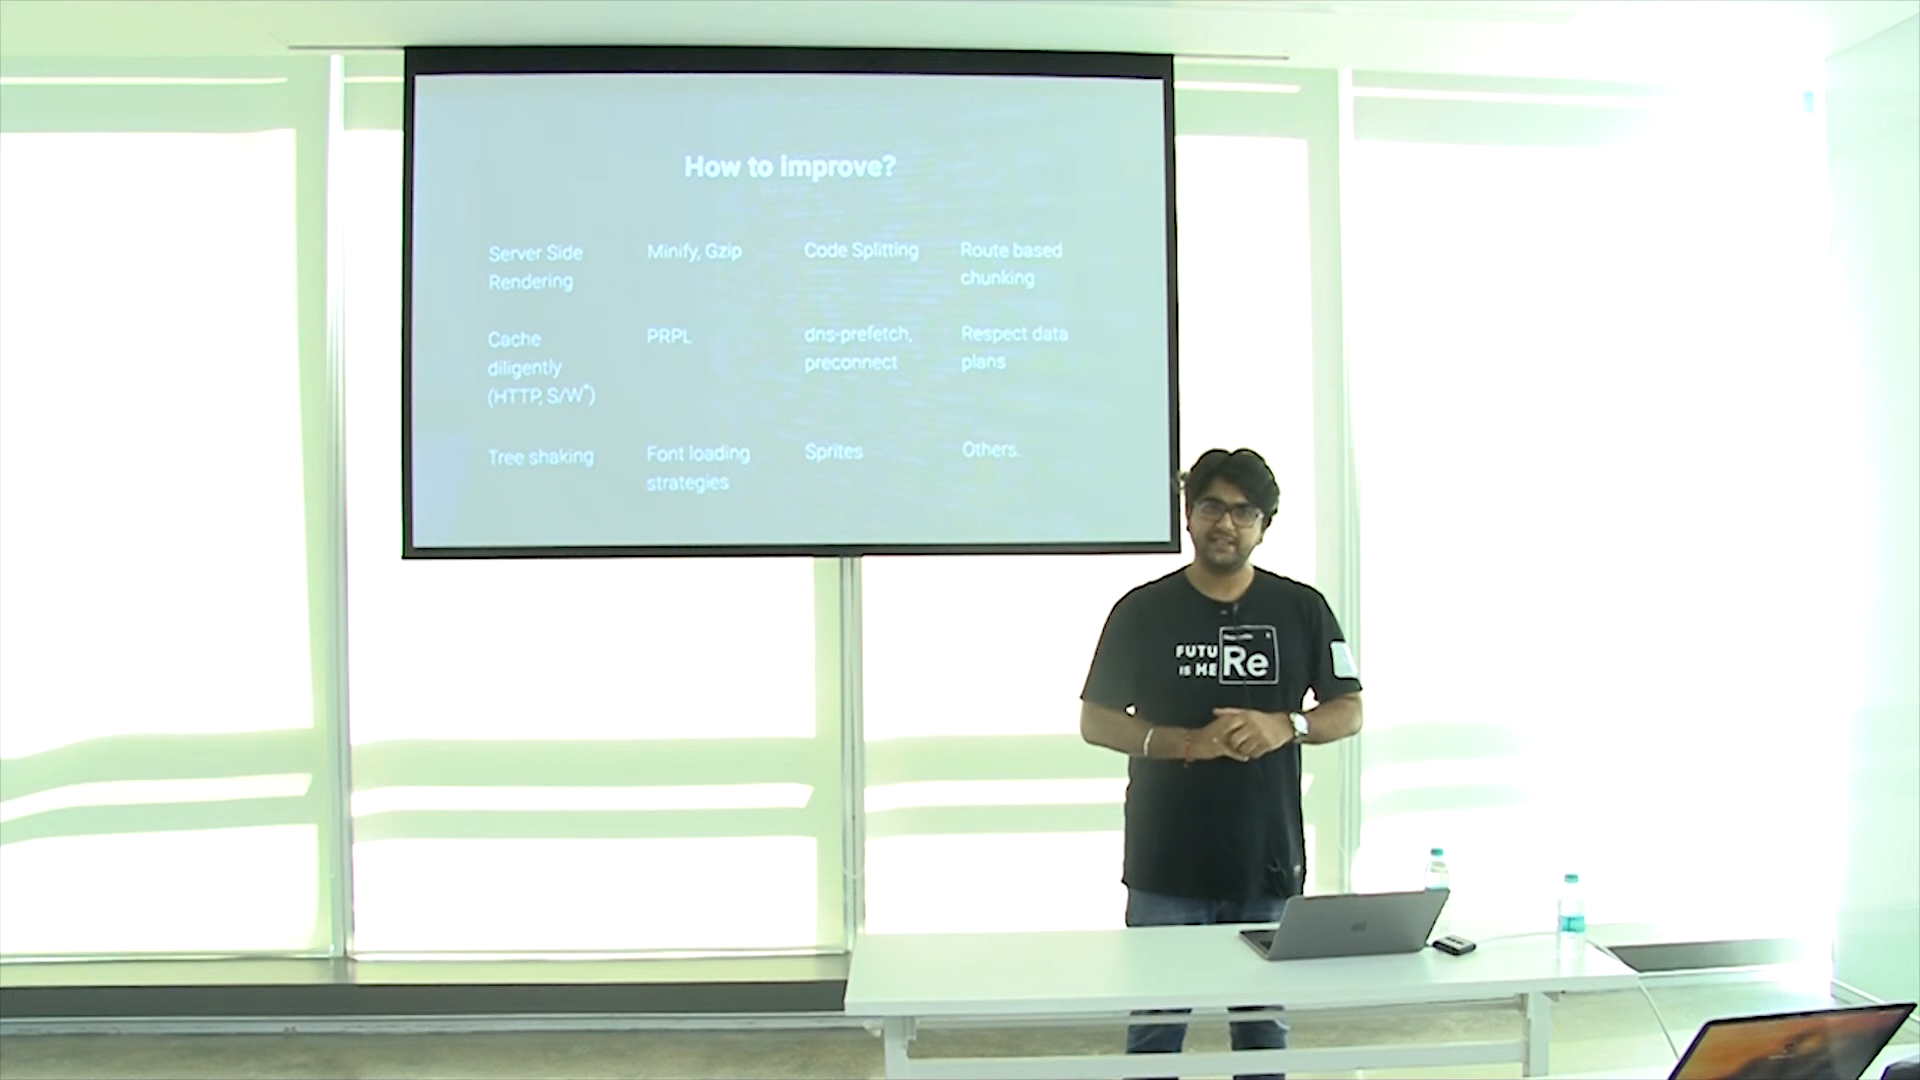 How to improve?
Server Side
Rendering
Minify, Gzip
Code Splitting
Route based
chunking
Cache
diligently
(HTTP, S/W*)
PRPL
dns-prefetch,
preconnect
Respect data
plans
Tree shaking
Font loading
strategies
Sprites
Others.
FUTU
IS HE
Re